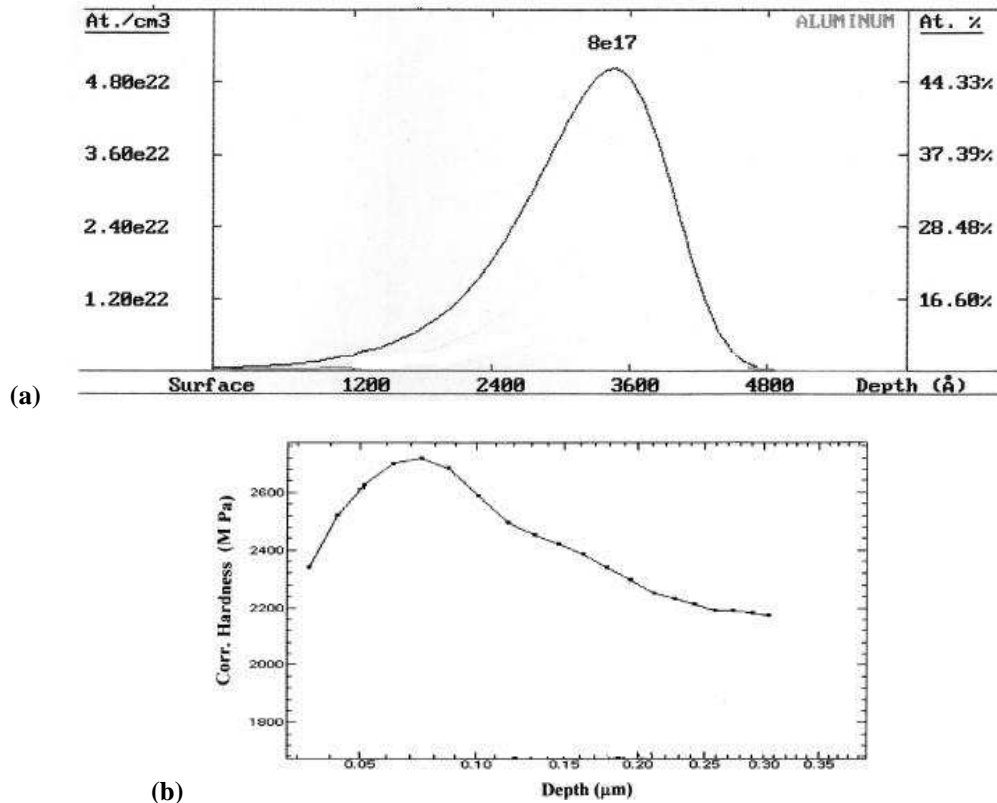 At./cm3 ALUMINUM At. %
8e17
4.80e22 44.33%
3.60e22 37.39%
2.40e22 28.48%
1.20e22 16.60%
Surface 1200 2400 3600 4800 Depth (Å)
(a)
2600
2400
2200
2000
1800
Corr. Hardness (M Pa)
0.05 0.10 0.15 0.20 0.25 0.30 0.35
Depth (μm)
(b)